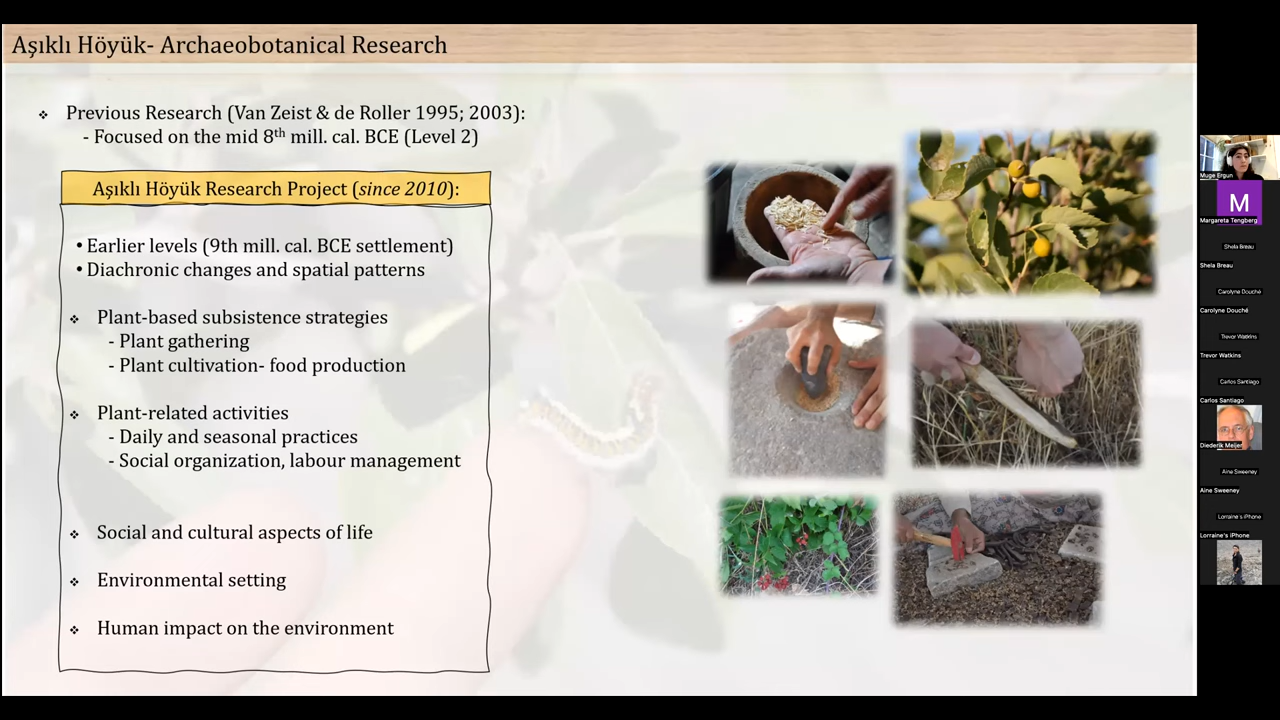 Aşıklı Höyük- Archaeobotanical Research
❖ Previous Research (Van Zeist & de Roller 1995; 2003):
- Focused on the mid 8th mill. cal. BCE (Level 2)
Aşıklı Höyük Research Project (since 2010):
• Earlier levels (9th mill. cal. BCE settlement)
• Diachronic changes and spatial patterns
❖ Plant-based subsistence strategies
- Plant gathering
- Plant cultivation- food production
❖ Plant-related activities
- Daily and seasonal practices
- Social organization, labour management
❖ Social and cultural aspects of life
❖ Environmental setting
❖ Human impact on the environment
Muge Ergun
M
Margareta Tengberg
Shela Breau
Shela Breau
Carolyne Douché
Carolyne Douché
Trevor Watkins
Trevor Watkins
Carlos Santiago
Carlos Santiago
Diederik Meijer
Aine Sweeney
Aine Sweeney
Lorraine's iPhone
Lorraine's iPhone